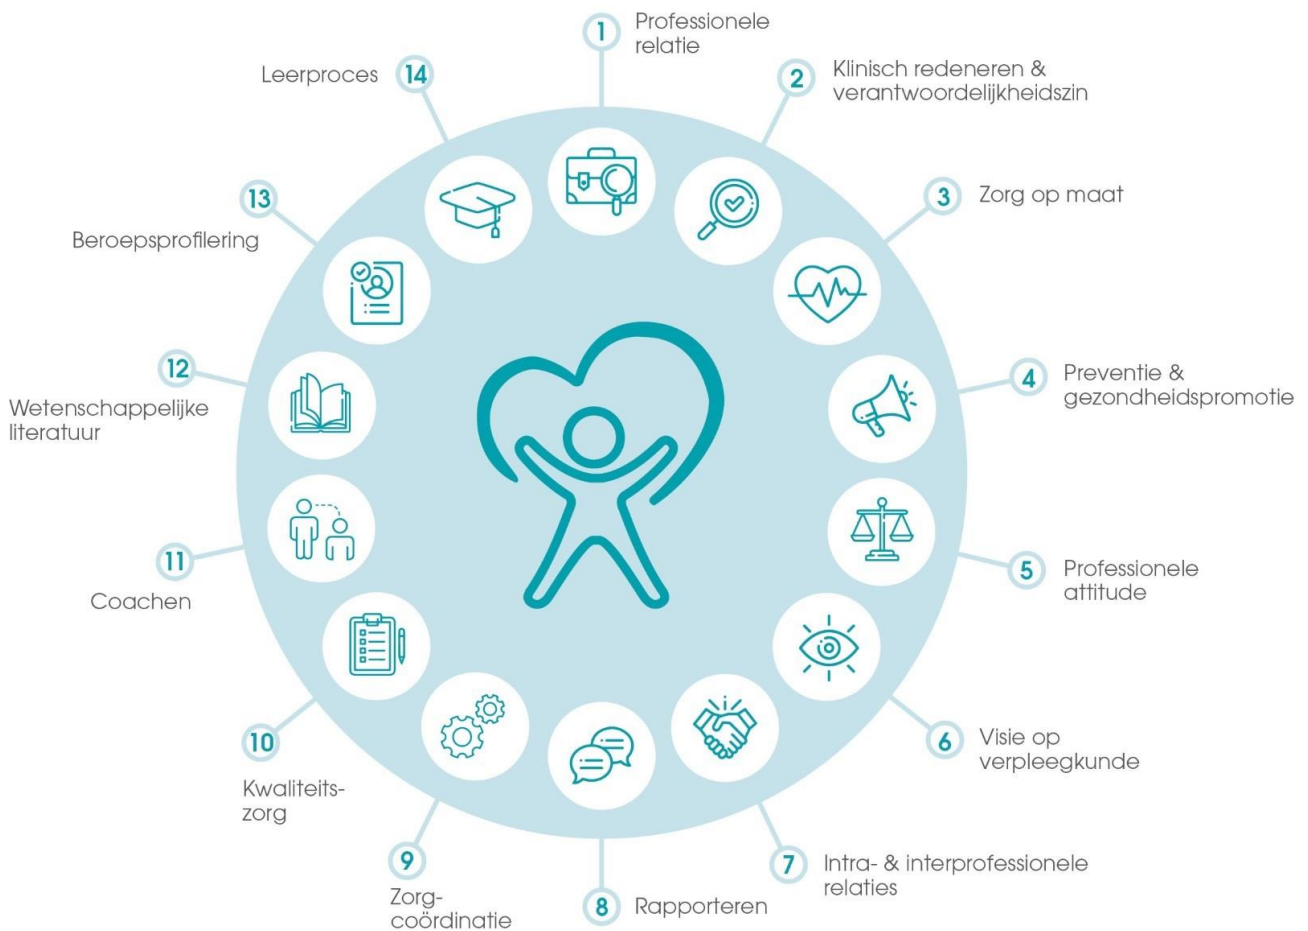 1
Professionele
relatie
2
Klinisch redeneren &
verantwoordelijkheidszin
3
Zorg op maat
4
Preventie &
gezondheidspromotie
5
Professionele
attitude
6
Visie op
verpleegkunde
7
Intra- & interprofessionele
relaties
8
Rapporteren
9
Zorg-
coördinatie
10
Kwaliteits-
zorg
11
Coachen
12
Wetenschappelijke
literatuur
13
Beroepsprofilering
14
Leerproces